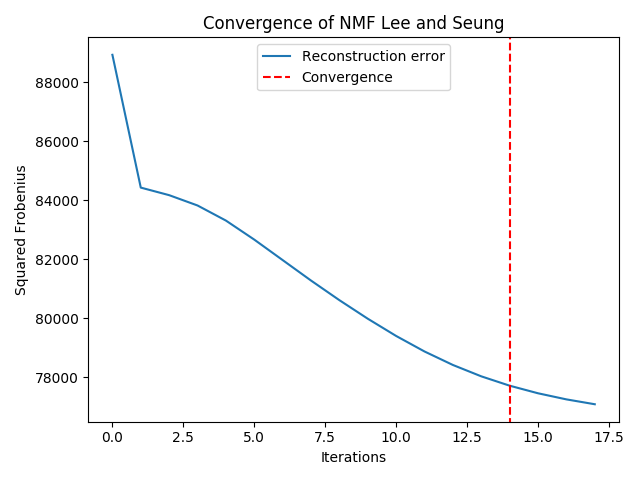 Convergence of NMF Lee and Seung
Reconstruction error
Convergence
Squared Frobenius
88000
86000
84000
82000
80000
78000
0.0 2.5 5.0 7.5 10.0 12.5 15.0 17.5
Iterations